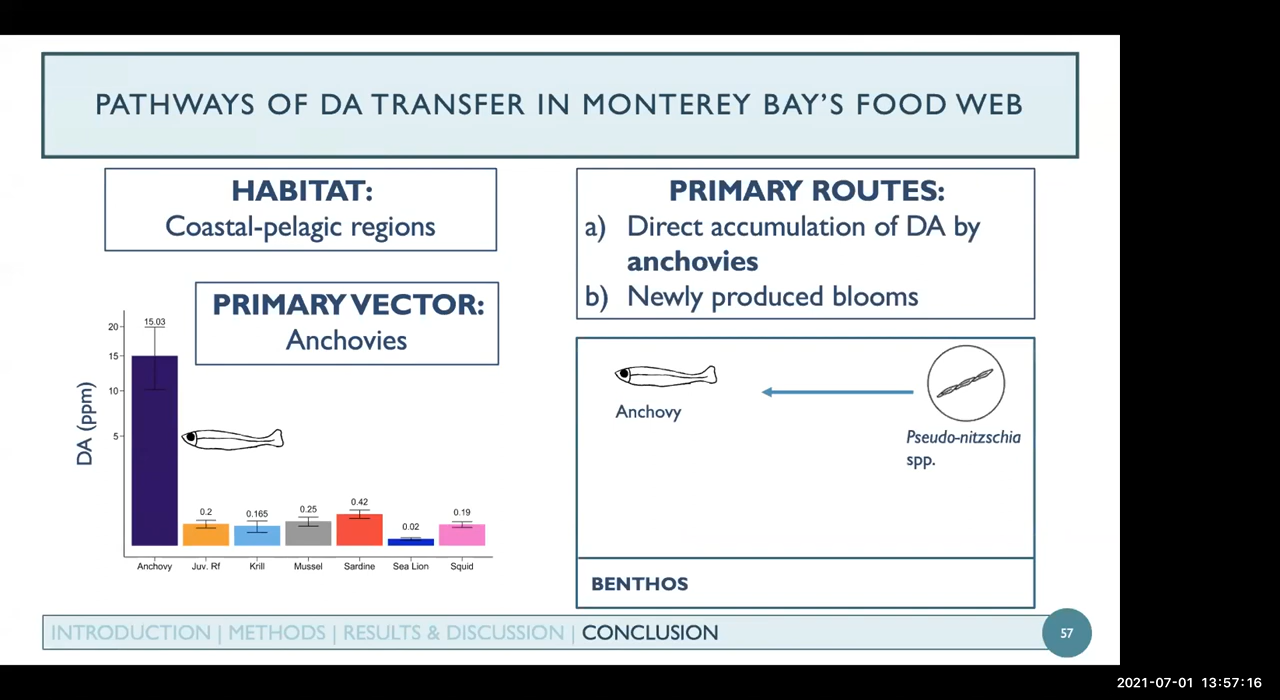 PATHWAYS OF DA TRANSFER IN MONTEREY BAY'S FOOD WEB
HABITAT:
Coastal-pelagic regions
PRIMARY VECTOR:
Anchovies
DA (ppm)
20
15
10
5
15.03
0.2
0.165
0.25
0.42
0.02
0.19
Anchovy
Juv. Rf
Krill
Mussel
Sardine
Sea Lion
Squid
PRIMARY ROUTES:
a) Direct accumulation of DA by
anchovies
b) Newly produced blooms
Anchovy
Pseudo-nitzschia
spp.
BENTHOS
INTRODUCTION | METHODS | RESULTS & DISCUSSION | CONCLUSION
57
2021-07-01 13:57:16